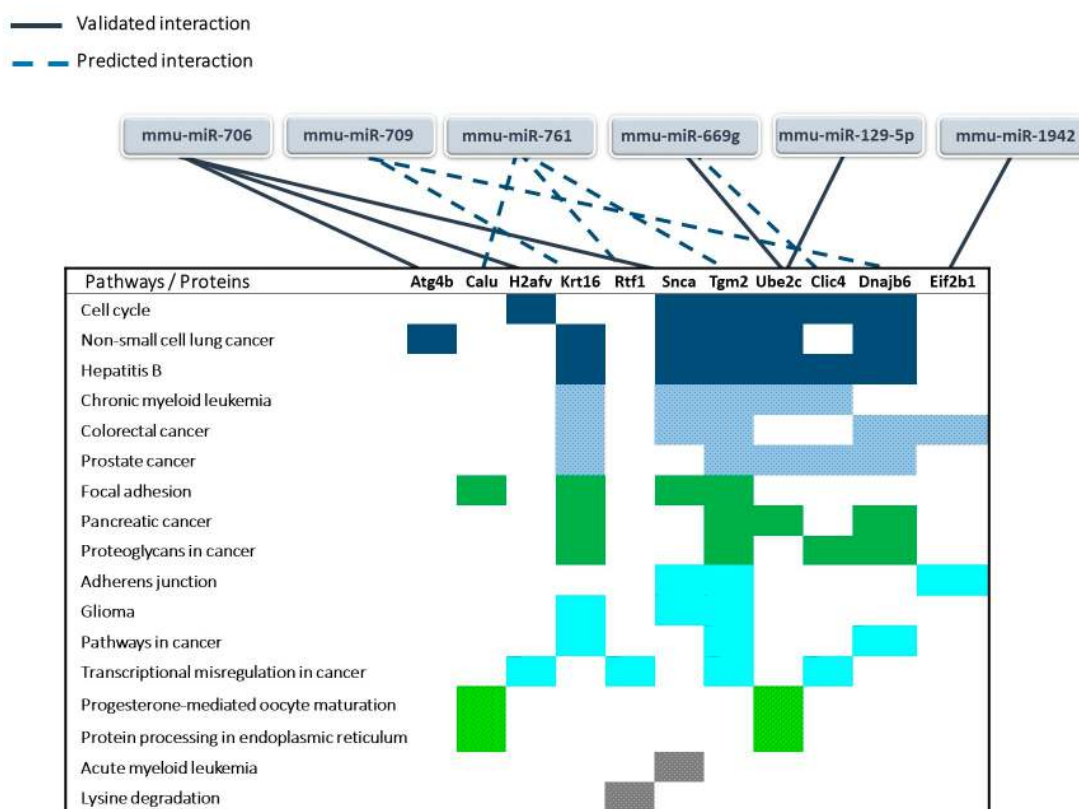 Validated interaction
Predicted interaction
mmu-miR-706 mmu-miR-709 mmu-miR-761 mmu-miR-669g mmu-miR-129-5p mmu-miR-1942
Pathways / Proteins Atg4b Calu H2afv Krt16 Rtf1 Snca Tgm2 Ube2c Clic4 Dnajb6 Eif2b1
Cell cycle
Non-small cell lung cancer
Hepatitis B
Chronic myeloid leukemia
Colorectal cancer
Prostate cancer
Focal adhesion
Pancreatic cancer
Proteoglycans in cancer
Adherens junction
Glioma
Pathways in cancer
Transcriptional misregulation in cancer
Progesterone-mediated oocyte maturation
Protein processing in endoplasmic reticulum
Acute myeloid leukemia
Lysine degradation